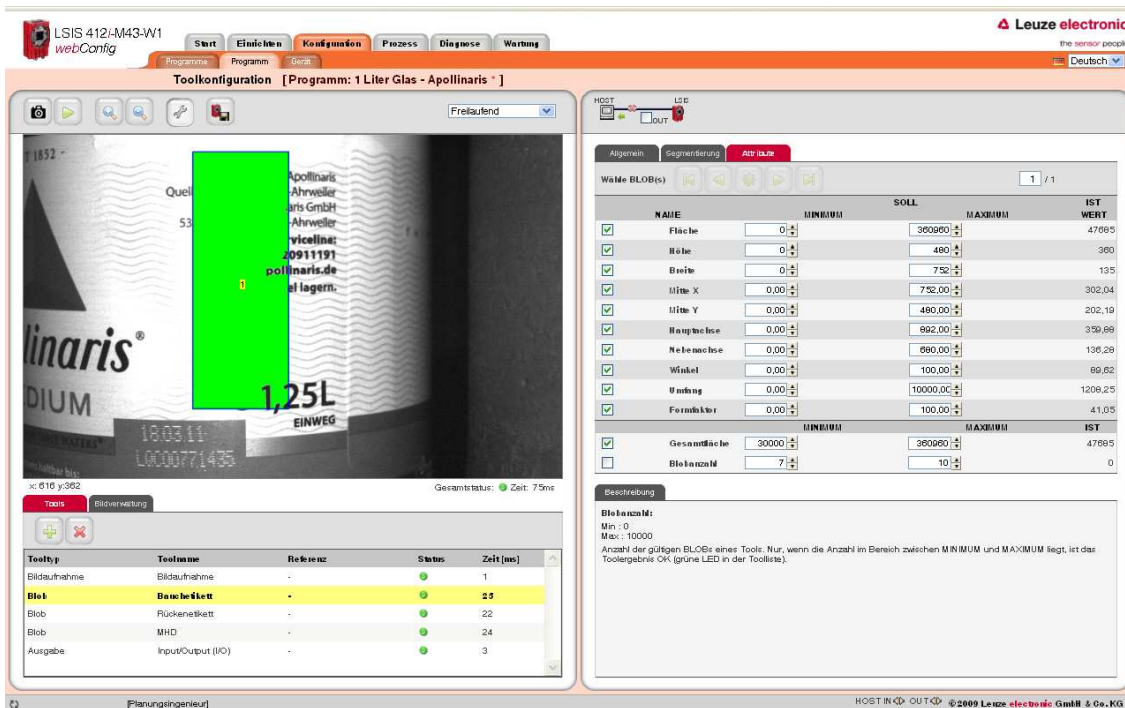 LSIS 412i-M43-W1
webConfig
Start Einrichten Konfiguration Prozess Diagnose Wartung
Leuze electronic
the sensor peopl
Programme Programm Gerät
Deutsch
Toolkonfiguration [Programm: 1 Liter Glas - Apollinaris * ]
Freilaufend
HOST LSIS
OUT
T 1852 -
Apollinaris
Quel -Ahrweiler
aris GmbH
53 -Ahrweiler
rviceline:
20911191
pollinaris.de
el lagern.
1
linaris®
DIUM
1,25L
EINWEG
18.03.11
L0000771435
haltbar bis:
x: 616 y:362
Gesamtstatus: Zeit: 75ms
Allgemein Segmentierung Attribute
Wähle BLOB(s) 1 / 1
SOLL IST
NAME MINIMUM MAXIMUM WERT
Fläche 0 360960 47685
Höhe 0 480 360
Breite 0 752 135
Mitte X 0,00 752,00 302,04
Mitte Y 0,00 480,00 202,19
Hauptachse 0,00 892,00 359,88
Nebenachse 0,00 680,00 136,28
Winkel 0,00 100,00 89,62
Umfang 0,00 10000,0 1208,25
Formfaktor 0,00 100,00 41,05
MINIMUM MAXIMUM IST
Gesamtfläche 30000 360960 47685
Blobanzahl 7 10 0
Beschreibung
Blobanzahl:
Min : 0
Max : 10000
Anzahl der gültigen BLOBs eines Tools. Nur, wenn die Anzahl im Bereich zwischen MINIMUM und MAXIMUM liegt, ist das
Toolergebnis OK (grüne LED in der Toolliste).
Tools Bildverwaltung
Tooltyp Toolname Referenz Status Zeit [ms]
Bildaufnahme Bildaufnahme - 1
Blob Bauchetikett - 25
Blob Rückenetikett - 22
Blob MHD - 24
Ausgabe Input/Output (I/O) - 3
[Planungsingenieur]
HOST IN OUT ©2009 Leuze electronic GmbH & Co. KG